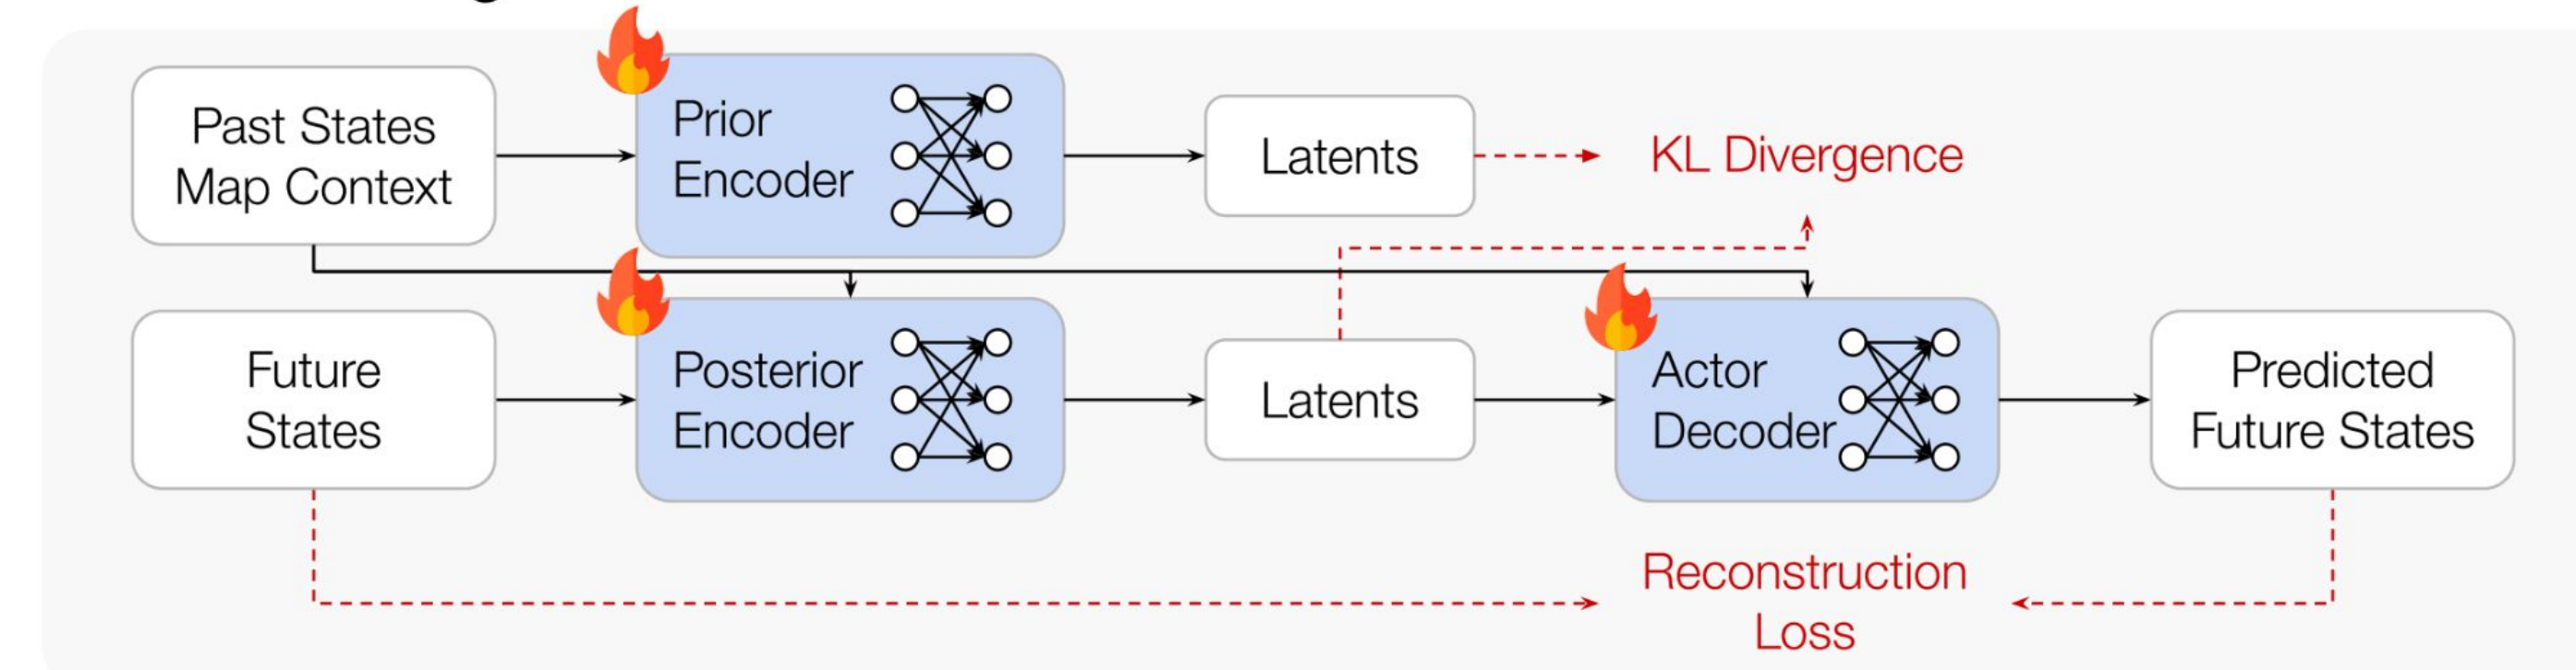 Past States
Map Context
Prior
Encoder
Latents
KL Divergence
Future
States
Posterior
Encoder
Latents
Actor
Decoder
Predicted
Future States
Reconstruction
Loss